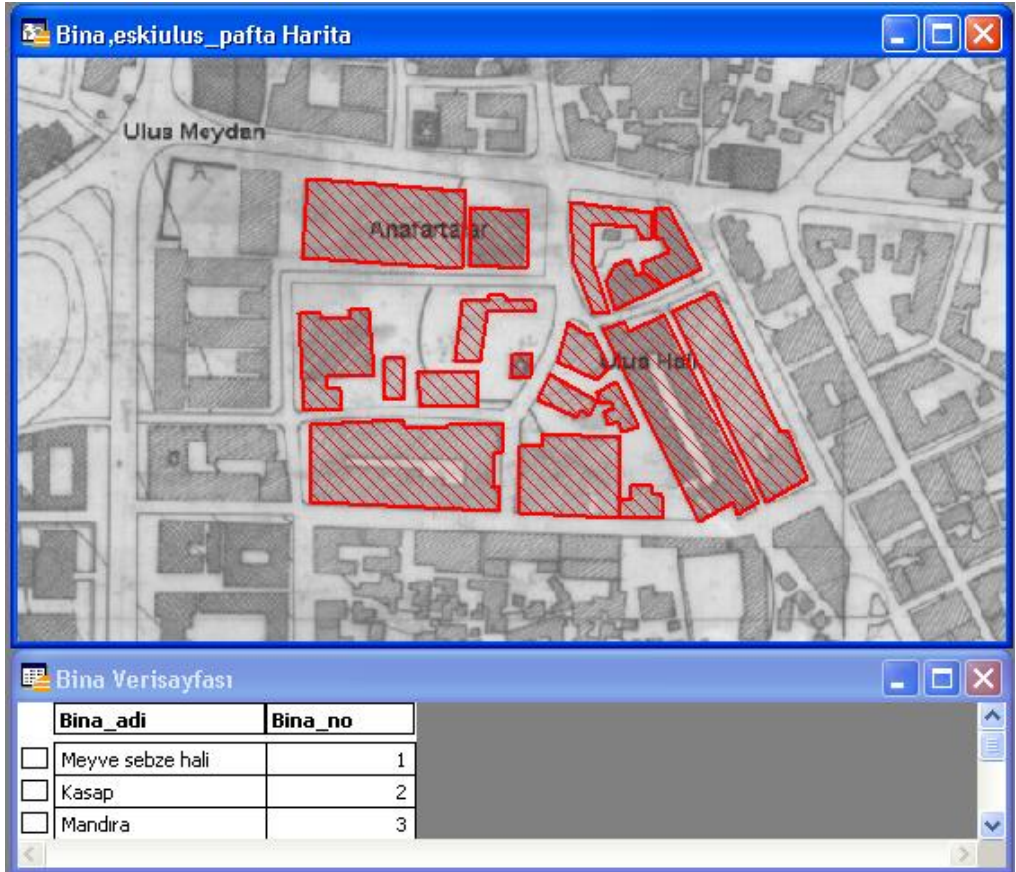 Bina ,eskiulus_pafta Harita
Ulus Meydan
Anafartalar
Ulus Hali
Bina Verisayfası
Bina_adi Bina_no
Meyve sebze hali 1
Kasap 2
Mandıra 3